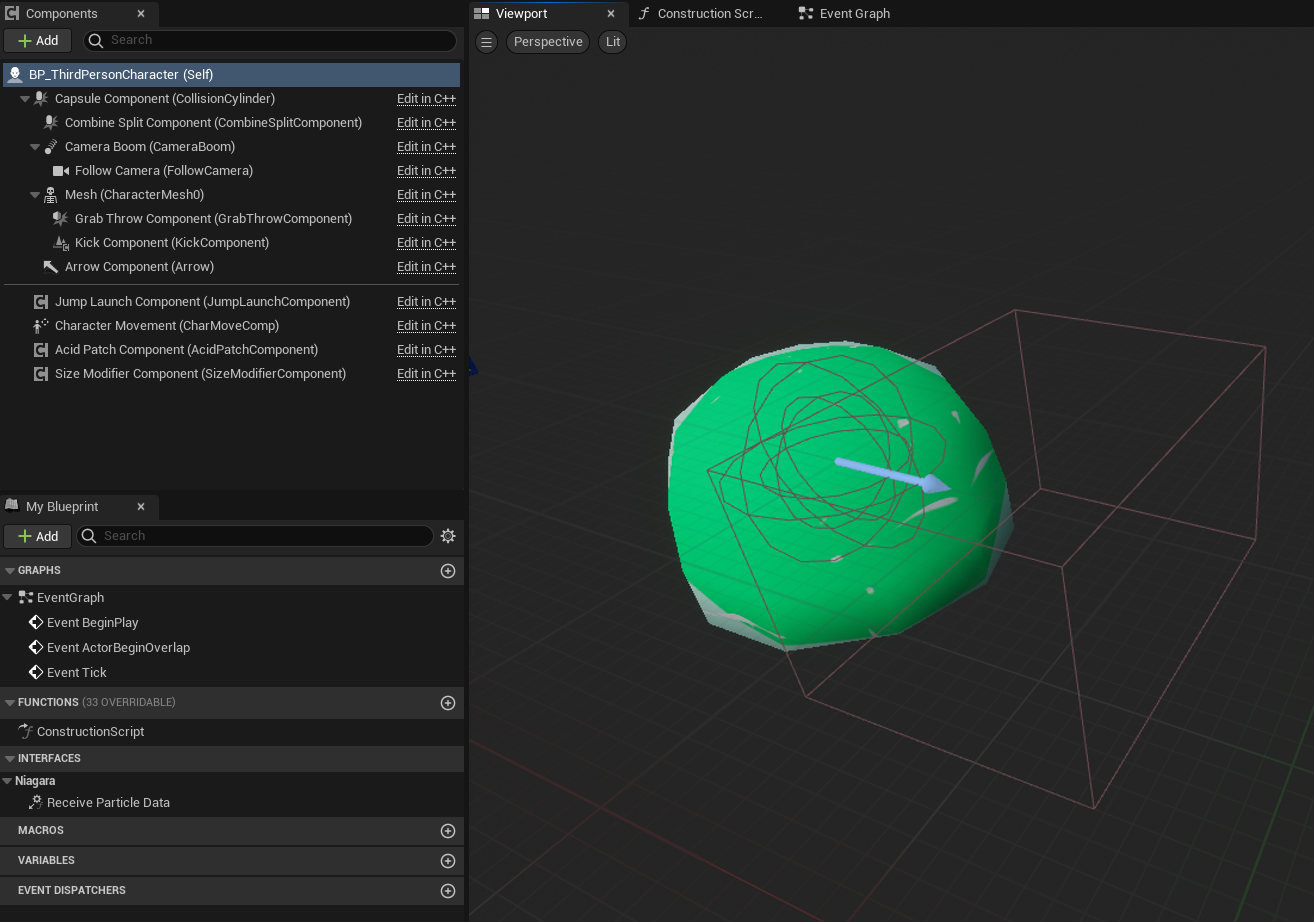 Components
Viewport
Construction Scr...
Event Graph
Add
Search
Perspective
Lit
BP_ThirdPersonCharacter (Self)
Capsule Component (CollisionCylinder) Edit in C++
Combine Split Component (CombineSplitComponent) Edit in C++
Camera Boom (CameraBoom) Edit in C++
Follow Camera (FollowCamera) Edit in C++
Mesh (CharacterMesh0) Edit in C++
Grab Throw Component (GrabThrowComponent) Edit in C++
Kick Component (KickComponent) Edit in C++
Arrow Component (Arrow) Edit in C++
Jump Launch Component (JumpLaunchComponent) Edit in C++
Character Movement (CharMoveComp) Edit in C++
Acid Patch Component (AcidPatchComponent) Edit in C++
Size Modifier Component (SizeModifierComponent) Edit in C++
My Blueprint
Add
Search
GRAPHS
EventGraph
Event BeginPlay
Event ActorBeginOverlap
Event Tick
FUNCTIONS (33 OVERRIDABLE)
ConstructionScript
INTERFACES
Niagara
Receive Particle Data
MACROS
VARIABLES
EVENT DISPATCHERS